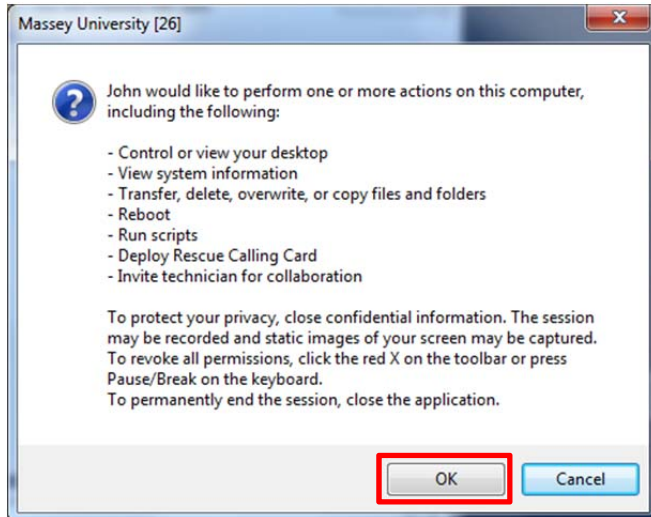 Massey University [26]
John would like to perform one or more actions on this computer,
including the following:
- Control or view your desktop
- View system information
- Transfer, delete, overwrite, or copy files and folders
- Reboot
- Run scripts
- Deploy Rescue Calling Card
- Invite technician for collaboration
To protect your privacy, close confidential information. The session
may be recorded and static images of your screen may be captured.
To revoke all permissions, click the red X on the toolbar or press
Pause/Break on the keyboard.
To permanently end the session, close the application.
OK Cancel